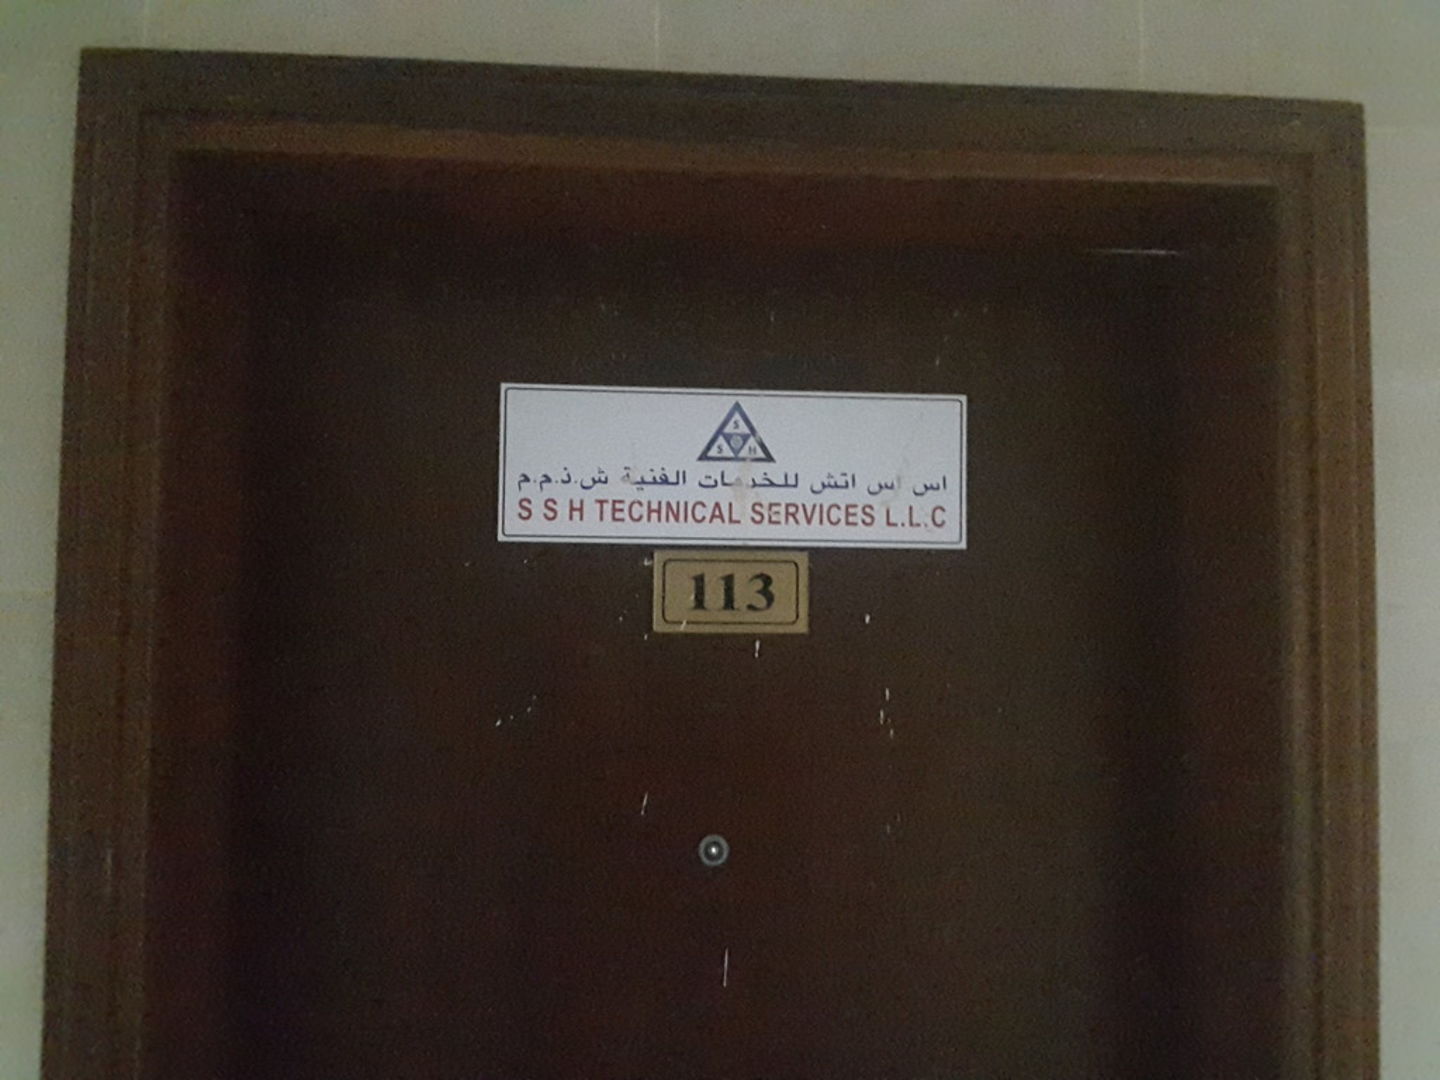 S
S H
اس اس اتش للخدمات الفنية ش.ذ.م.م
S S H TECHNICAL SERVICES L.L.C
113